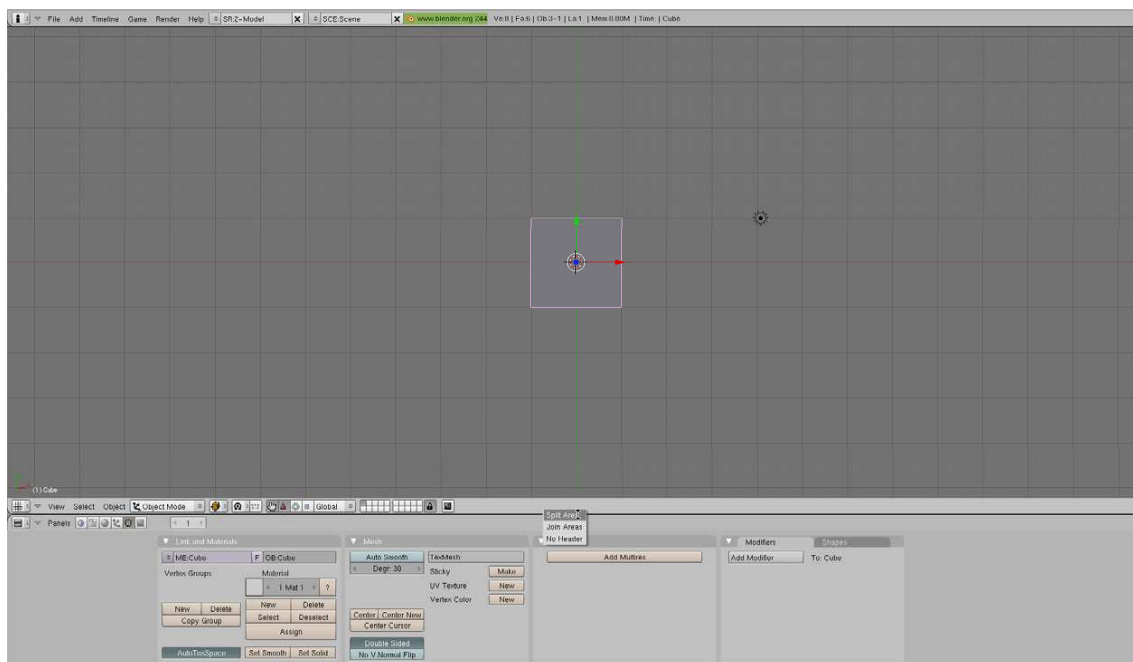 File Add Timeline Game Render Help SR:2-Model X SCE:Scene X www.blender.org 244 Ve:0 | Fa:6 | Ob:3-1 | La:1 | Mem:0.80M | Time: | Cube
(1) Cube
View Select Object Object Mode Global
Split Area
Panels 1
Join Areas
No Header
Link and Materials Mesh Modifiers Shapes
ME:Cube F OB:Cube Auto Smooth TexMesh Add Multires Add Modifier To: Cube
Vertex Groups Material Degr: 30 Sticky Make
1 Mat 1 ? UV Texture New
Vertex Color New
New Delete New Delete
Copy Group Select Deselect Center Center New
Assign Center Cursor
Double Sided
AutoTexSpace Set Smooth Set Solid No V.Normal Flip